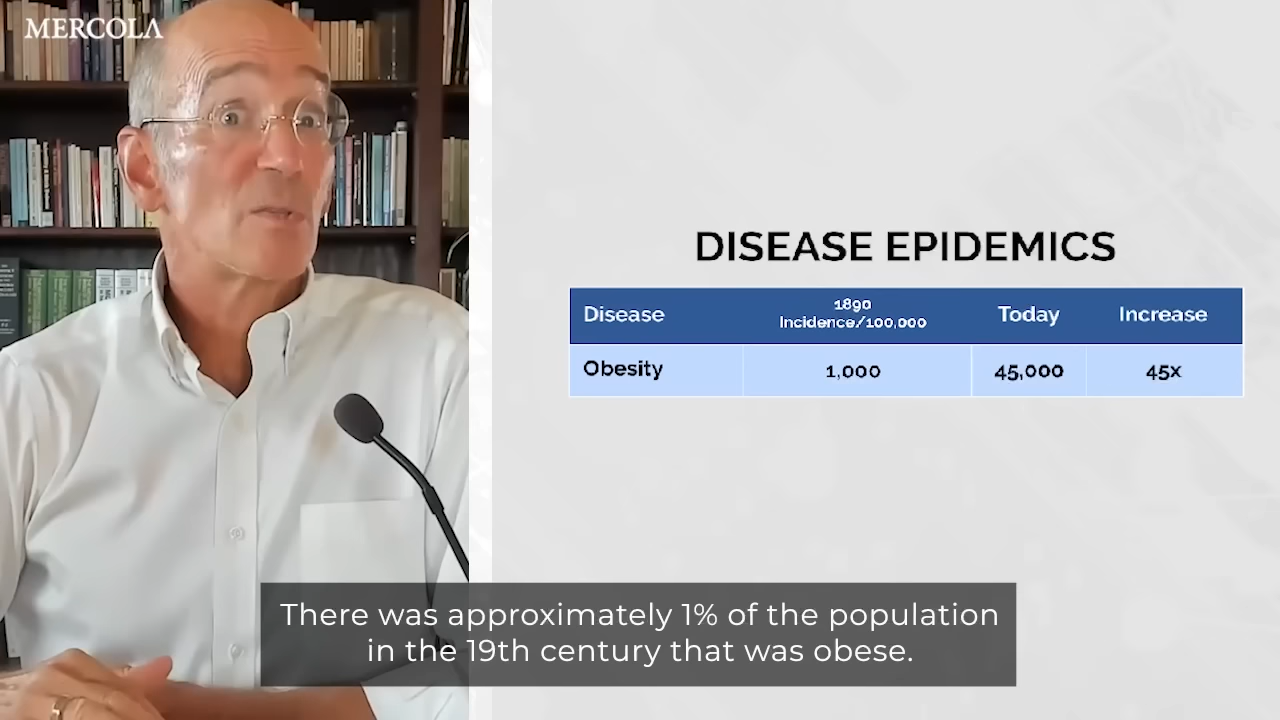 MERCOLA
DISEASE EPIDEMICS
Disease
1890
Incidence/100,000
Today
Increase
Obesity
1,000
45,000
45x
There was approximately 1% of the population
in the 19th century that was obese.